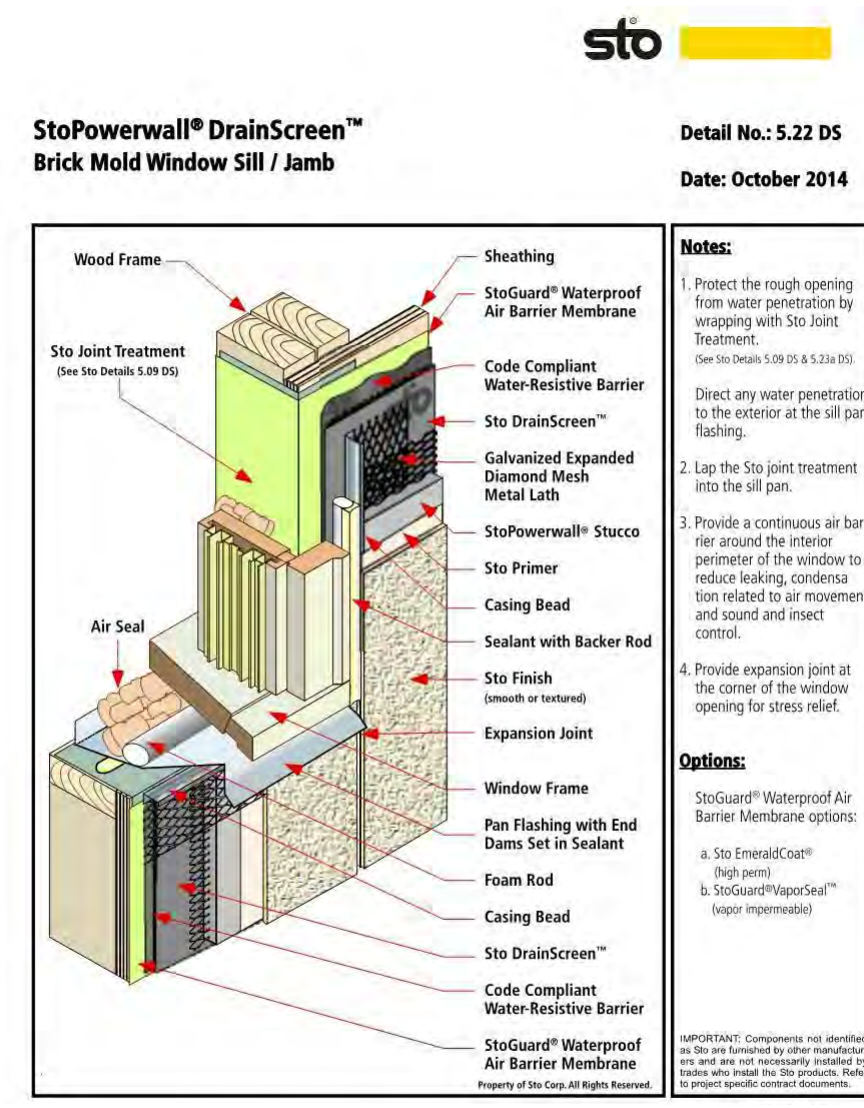 sto
StoPowerwall® DrainScreen™
Brick Mold Window Sill / Jamb
Detail No.: 5.22 DS
Date: October 2014
Wood Frame
Sto Joint Treatment
(See Sto Details 5.09 DS)
Air Seal
Sheathing
StoGuard® Waterproof
Air Barrier Membrane
Code Compliant
Water-Resistive Barrier
Sto DrainScreen™
Galvanized Expanded
Diamond Mesh
Metal Lath
StoPowerwall® Stucco
Sto Primer
Casing Bead
Sealant with Backer Rod
Sto Finish
(smooth or textured)
Expansion Joint
Window Frame
Pan Flashing with End
Dams Set in Sealant
Foam Rod
Casing Bead
Sto DrainScreen™
Code Compliant
Water-Resistive Barrier
StoGuard® Waterproof
Air Barrier Membrane
Property of Sto Corp. All Rights Reserved.
Notes:
1. Protect the rough opening
from water penetration by
wrapping with Sto Joint
Treatment.
(See Sto Details 5.09 DS & 5.23a DS).
Direct any water penetration
to the exterior at the sill pan
flashing.
2. Lap the Sto joint treatment
into the sill pan.
3. Provide a continuous air bar
rier around the interior
perimeter of the window to
reduce leaking, condensa
tion related to air movemen
and sound and insect
control.
4. Provide expansion joint at
the corner of the window
opening for stress relief.
Options:
StoGuard® Waterproof Air
Barrier Membrane options:
a. Sto EmeraldCoat®
(high perm)
b. StoGuard®VaporSeal™
(vapor impermeable)
IMPORTANT: Components not identified
as Sto are furnished by other manufactur
ers and are not necessarily installed by
trades who install the Sto products. Refe
to project specific contract documents.